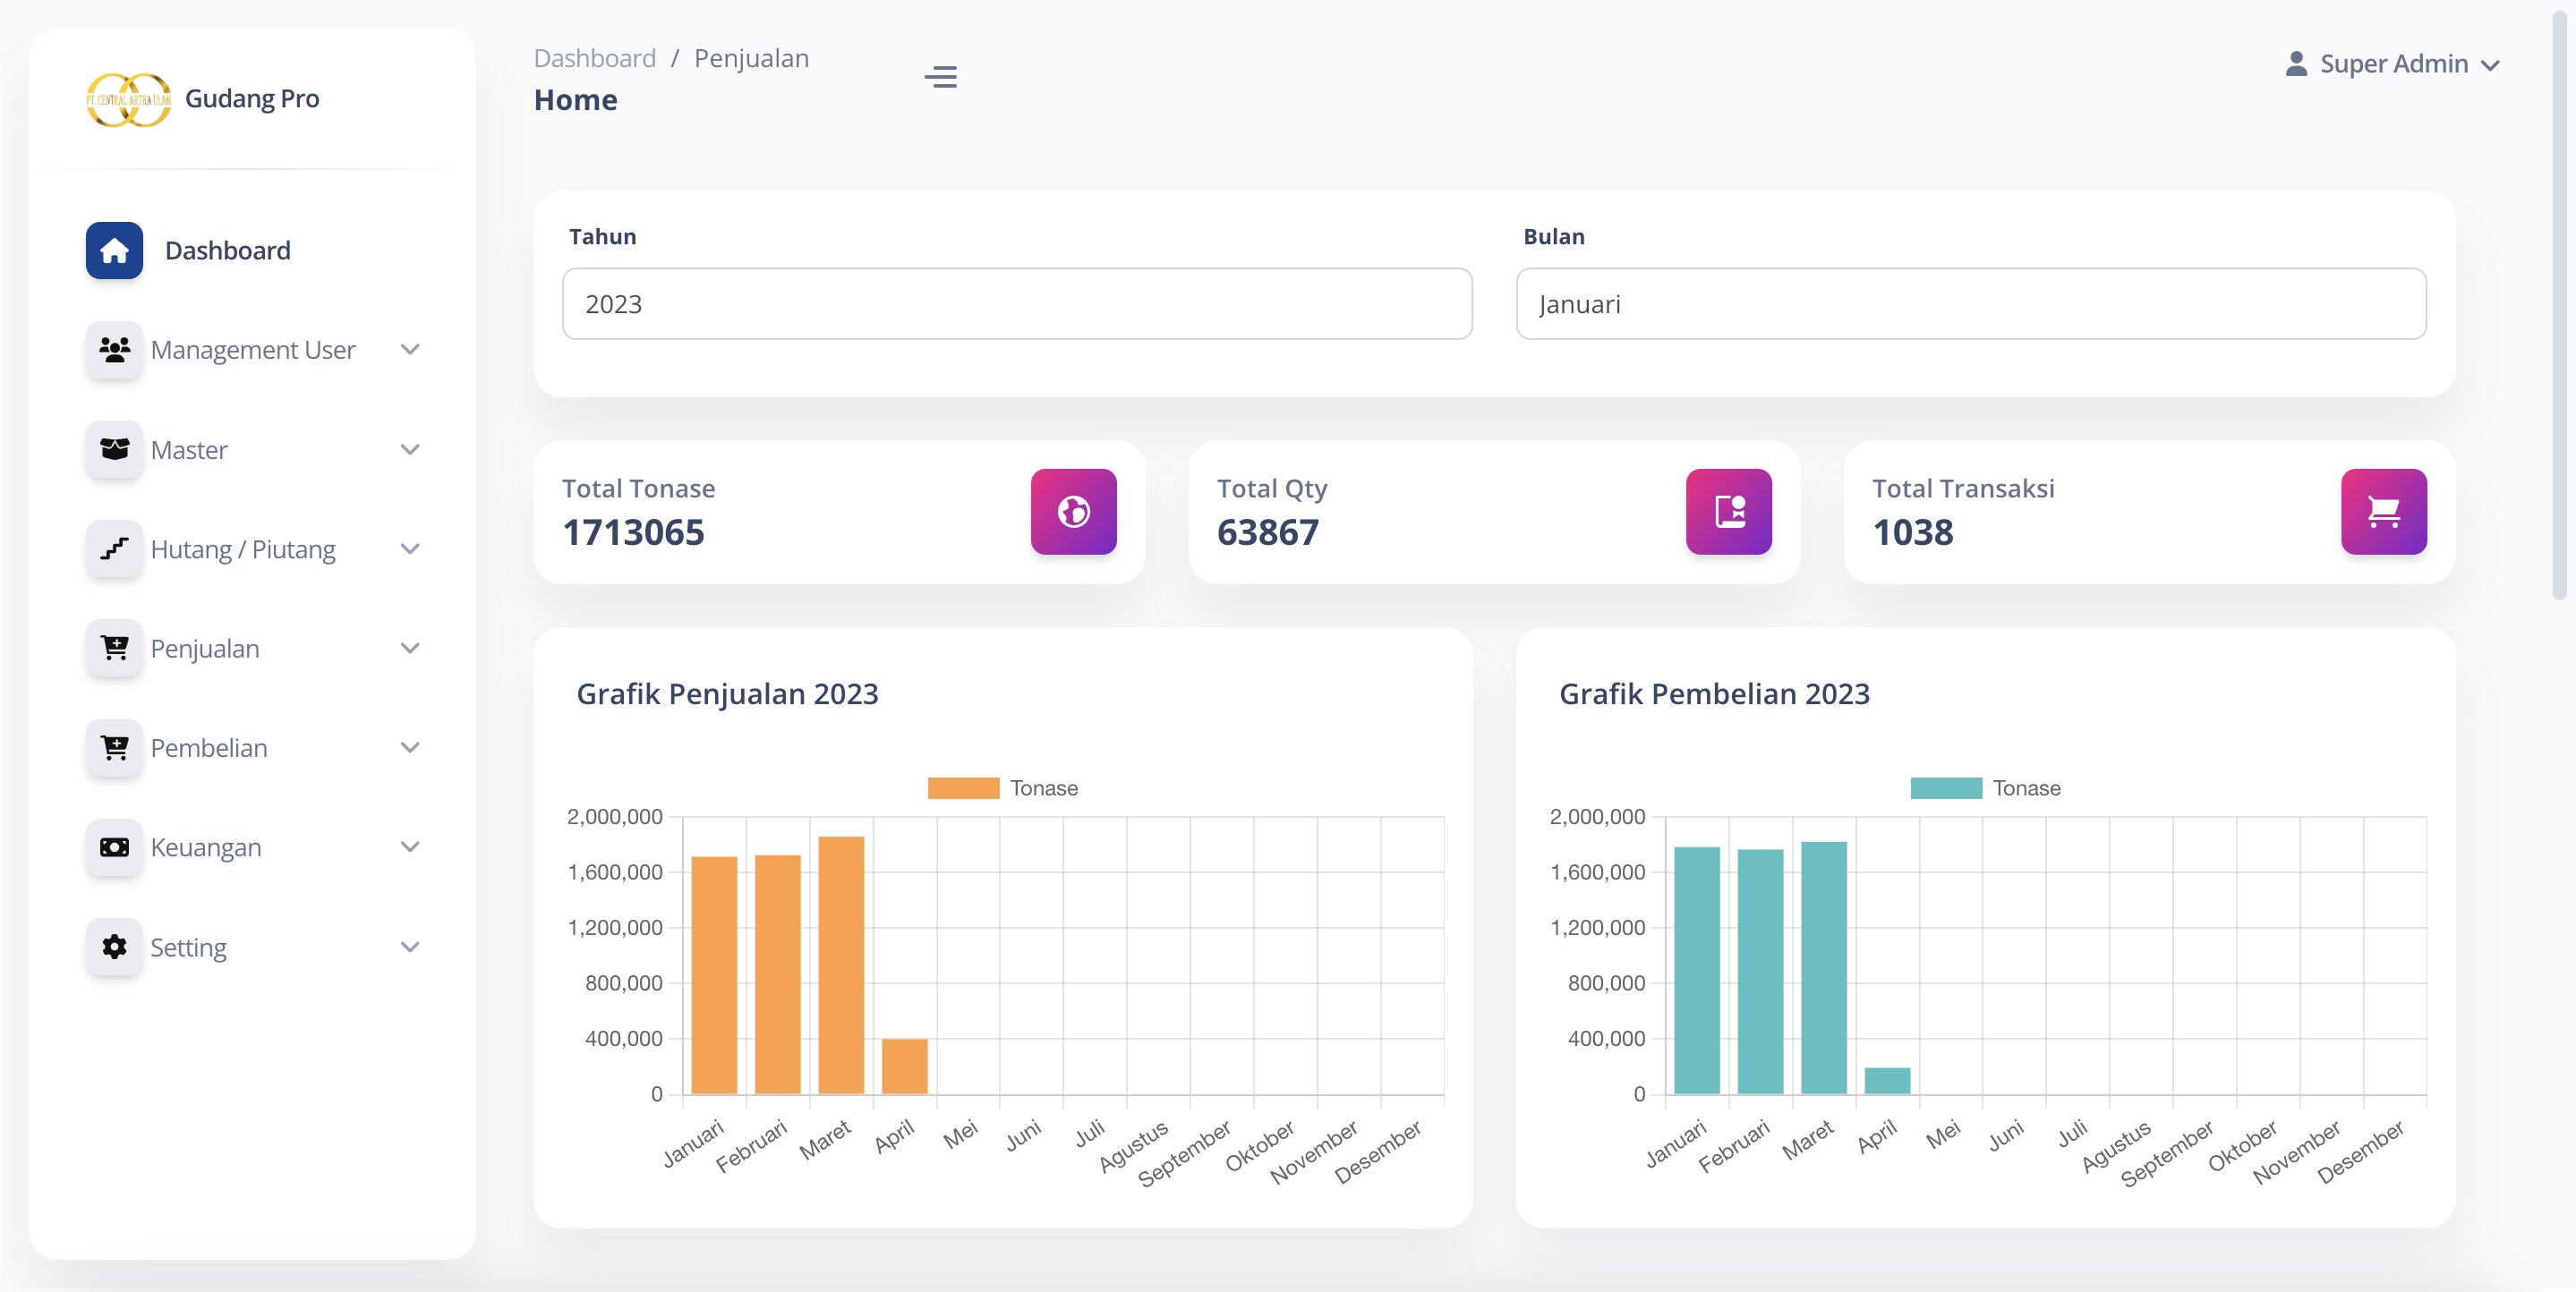 PT. CENTRAL ARTHA ULAM
Gudang Pro
Dashboard
Management User
Master
Hutang / Piutang
Penjualan
Pembelian
Keuangan
Setting
Dashboard / Penjualan
Home
Super Admin
Tahun
2023
Bulan
Januari
Total Tonase
1713065
Total Qty
63867
Total Transaksi
1038
Grafik Penjualan 2023
Tonase
2,000,000
1,600,000
1,200,000
800,000
400,000
0
Januari Februari Maret April Mei Juni Juli Agustus September Oktober November Desember
Grafik Pembelian 2023
Tonase
2,000,000
1,600,000
1,200,000
800,000
400,000
0
Januari Februari Maret April Mei Juni Juli Agustus September Oktober November Desember